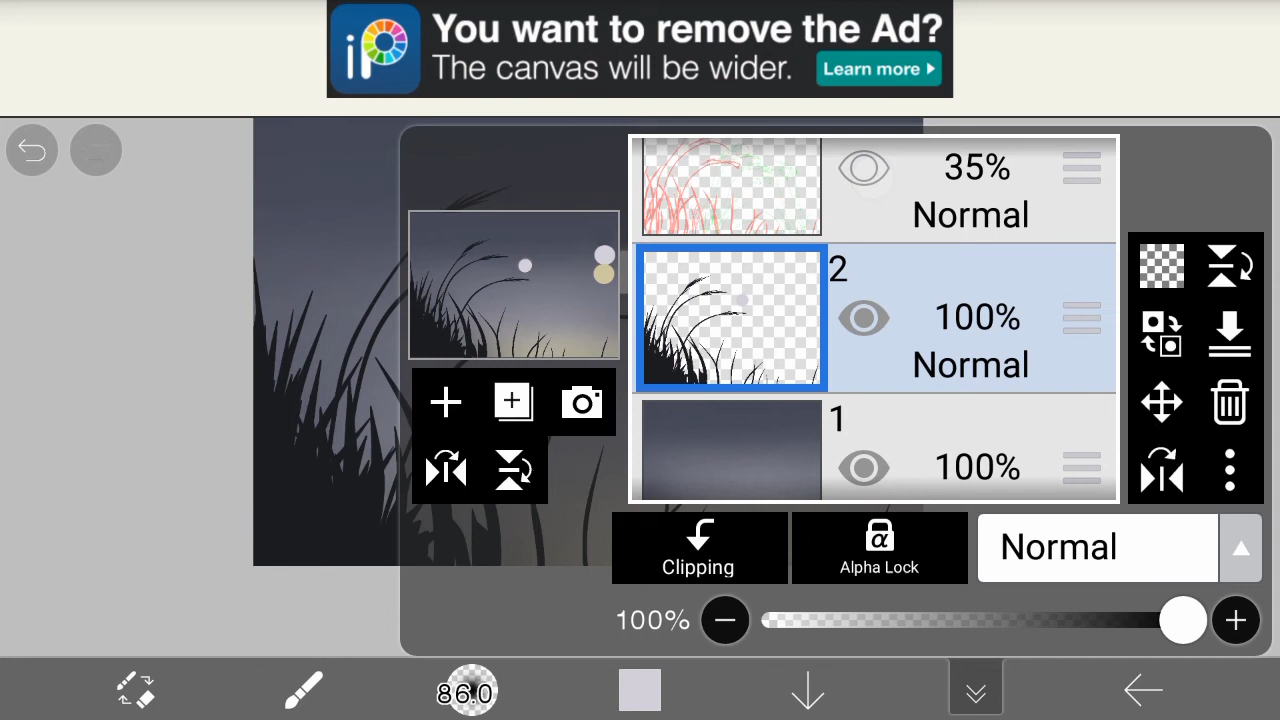 iP
You want to remove the Ad?
The canvas will be wider.
Learn more
35%
Normal
2
100%
Normal
1
100%
Clipping
α
Alpha Lock
Normal
100%
86.0